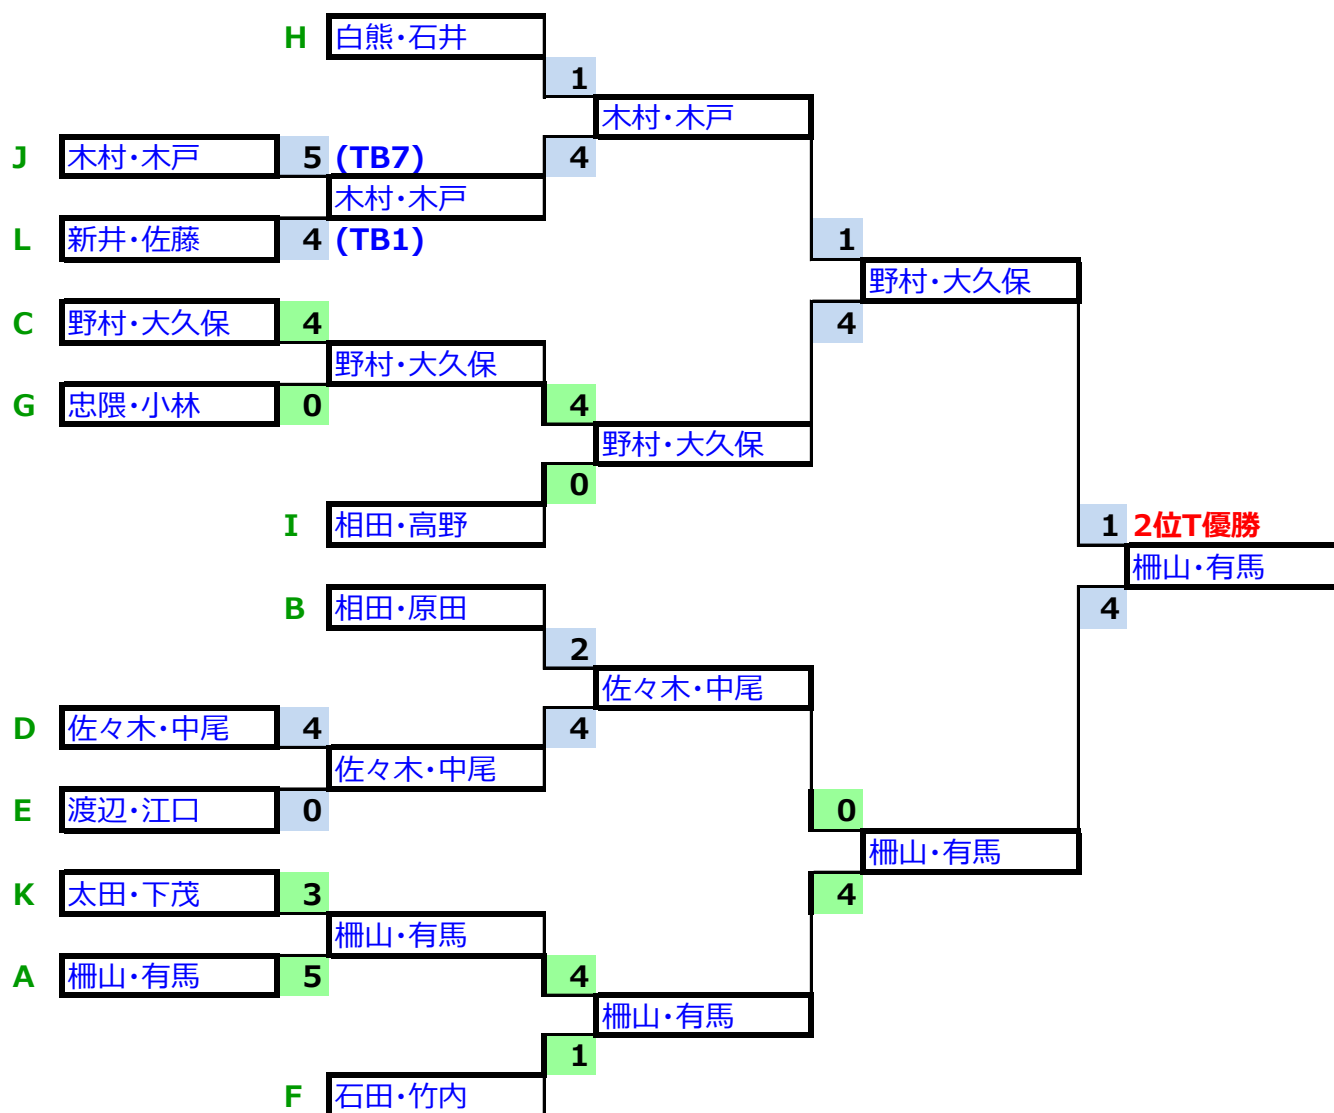 H 白熊・石井
1
木村・木戸
J 木村・木戸 5 (TB7) 4
木村・木戸
L 新井・佐藤 4 (TB1) 1
野村・大久保
C 野村・大久保 4 4
野村・大久保
G 忠隈・小林 0 4
野村・大久保
0
I 相田・高野 1 2位T優勝
柵山・有馬
B 相田・原田 4
2
佐々木・中尾
D 佐々木・中尾 4 4
佐々木・中尾
E 渡辺・江口 0 0
柵山・有馬
K 太田・下茂 3 4
柵山・有馬
A 柵山・有馬 5 4
柵山・有馬
1
F 石田・竹内